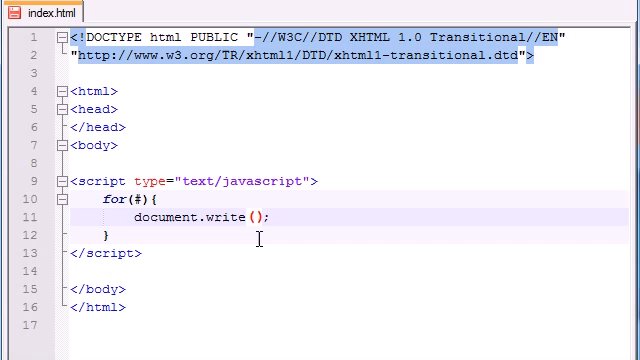 index.html
1 <!DOCTYPE html PUBLIC "-//W3C//DTD XHTML 1.0 Transitional//EN"
2 "http://www.w3.org/TR/xhtml1/DTD/xhtml1-transitional.dtd">
3
4 <html>
5 <head>
6 </head>
7 <body>
8
9 <script type="text/javascript">
10 for(#){
11 document.write();
12 }
13 </script>
14
15 </body>
16 </html>
17